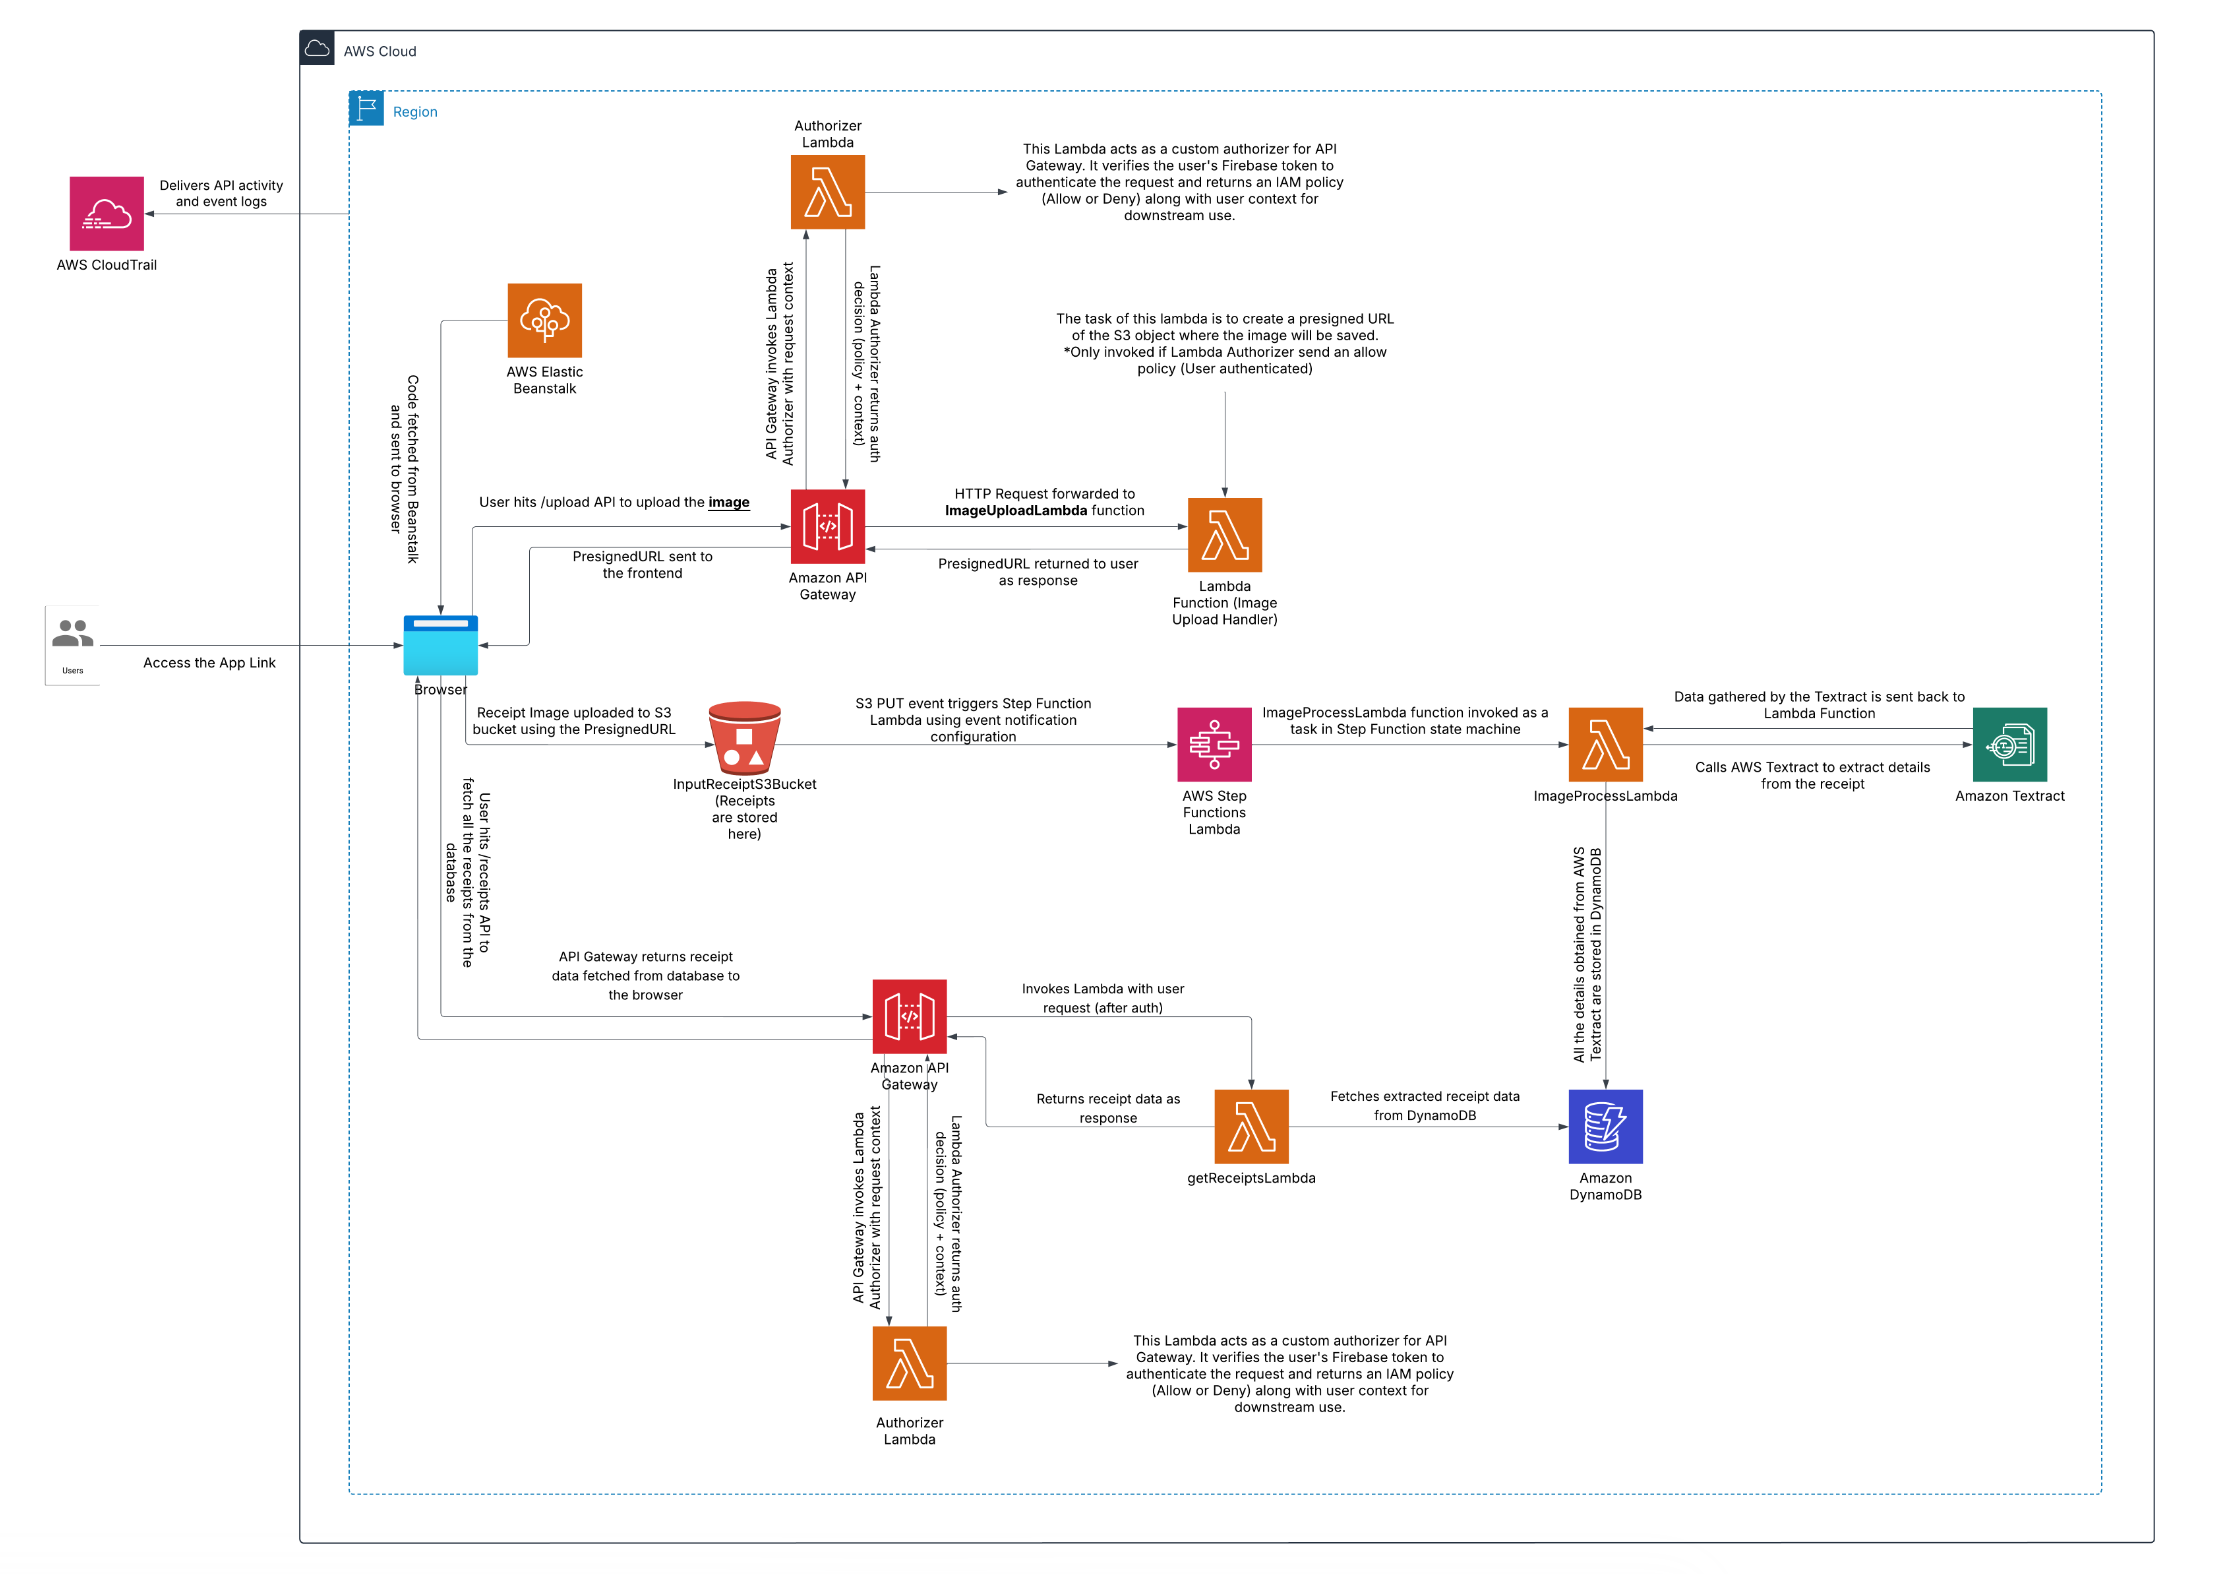 AWS Cloud
Region
Authorizer
Lambda
This Lambda acts as a custom authorizer for API
Gateway. It verifies the user's Firebase token to
authenticate the request and returns an IAM policy
(Allow or Deny) along with user context for
downstream use.
Delivers API activity
and event logs
AWS CloudTrail
AWS Elastic
Beanstalk
API Gateway invokes Lambda
Authorizer with request context
Lambda Authorizer returns auth
decision (policy + context)
The task of this lambda is to create a presigned URL
of the S3 object where the image will be saved.
*Only invoked if Lambda Authorizer send an allow
policy (User authenticated)
Code fetched from Beanstalk
and sent to browser
User hits /upload API to upload the image
HTTP Request forwarded to
ImageUploadLambda function
PresignedURL sent to
the frontend
Amazon API
Gateway
PresignedURL returned to user
as response
Lambda
Function (Image
Upload Handler)
Users
Access the App Link
Browser
Receipt Image uploaded to S3
bucket using the PresignedURL
InputReceiptS3Bucket
(Receipts
are stored
here)
S3 PUT event triggers Step Function
Lambda using event notification
configuration
AWS Step
Functions
Lambda
ImageProcessLambda function invoked as a
task in Step Function state machine
ImageProcessLambda
Data gathered by the Textract is sent back to
Lambda Function
Calls AWS Textract to extract details
from the receipt
Amazon Textract
User hits /receipts API to
fetch all the receipts from the
database
All the details obtained from AWS
Textract are stored in DynamoDB
API Gateway returns receipt
data fetched from database to
the browser
Amazon API
Gateway
Invokes Lambda with user
request (after auth)
Returns receipt data as
response
getReceiptsLambda
Fetches extracted receipt data
from DynamoDB
Amazon
DynamoDB
API Gateway invokes Lambda
Authorizer with request context
Lambda Authorizer returns auth
decision (policy + context)
Authorizer
Lambda
This Lambda acts as a custom authorizer for API
Gateway. It verifies the user's Firebase token to
authenticate the request and returns an IAM policy
(Allow or Deny) along with user context for
downstream use.